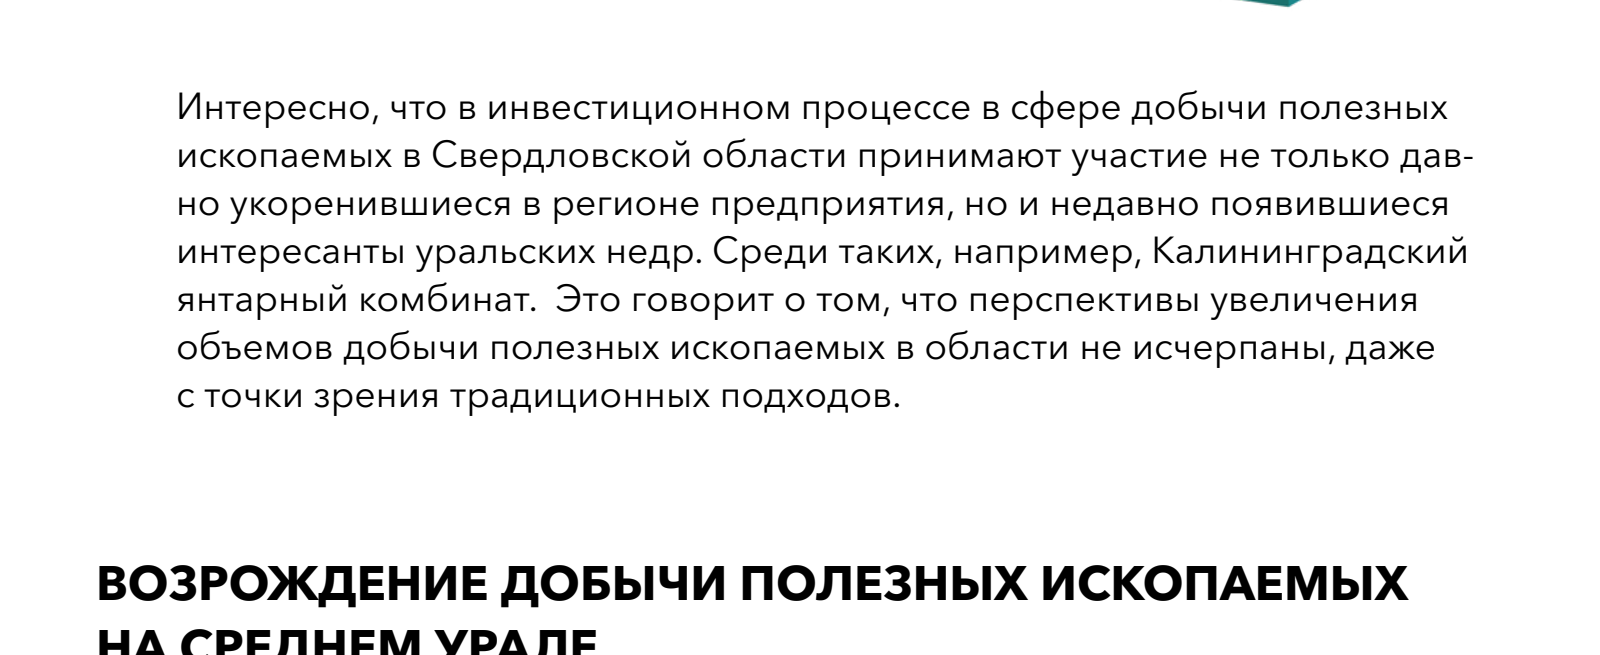 Интересно, что в инвестиционном процессе в сфере добычи полезных
ископаемых в Свердловской области принимают участие не только дав-
но укоренившиеся в регионе предприятия, но и недавно появившиеся
интересанты уральских недр. Среди таких, например, Калининградский
янтарный комбинат.  Это говорит о том, что перспективы увеличения
объемов добычи полезных ископаемых в области не исчерпаны, даже
с точки зрения традиционных подходов.
ВОЗРОЖДЕНИЕ ДОБЫЧИ ПОЛЕЗНЫХ ИСКОПАЕМЫХ
НА СРЕДНЕМ УРАЛЕ